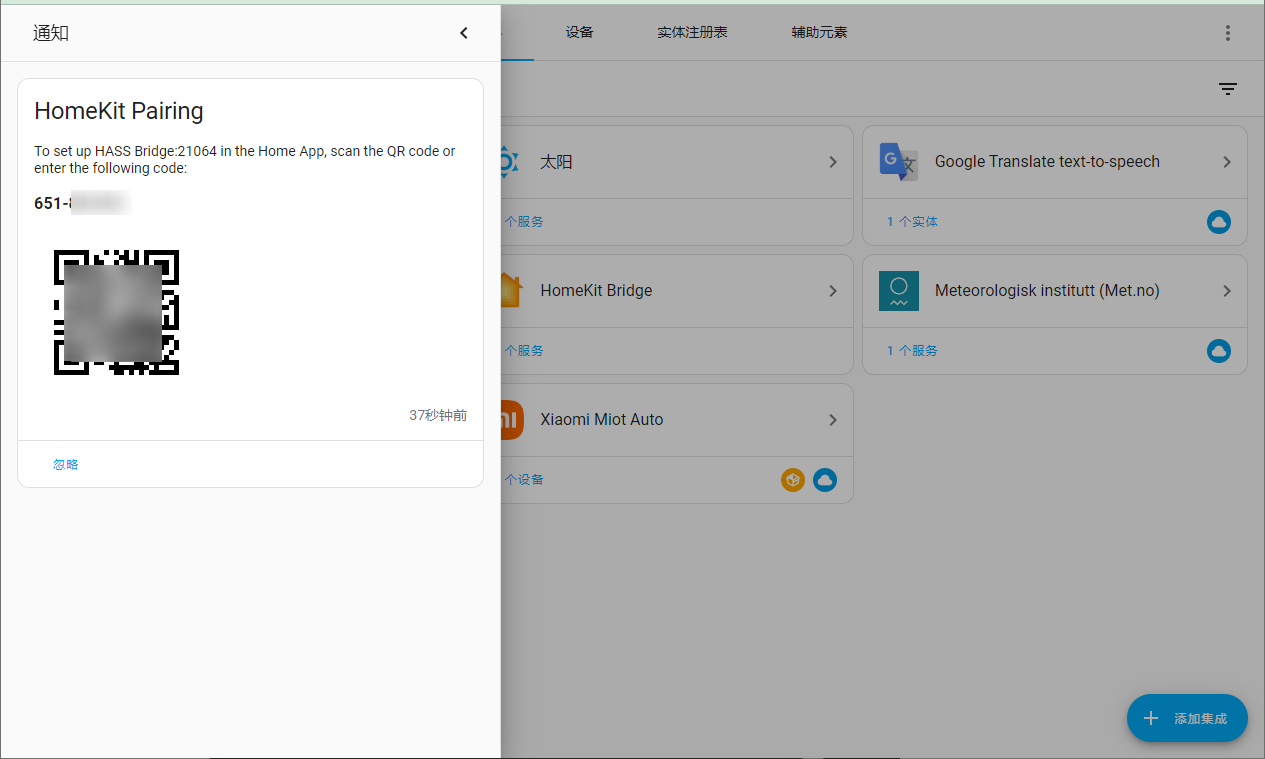 通知
HomeKit Pairing
To set up HASS Bridge:21064 in the Home App, scan the QR code or
enter the following code:
651-
37秒钟前
忽略
设备
实体注册表
辅助元素
太阳
个服务
Google Translate text-to-speech
1 个实体
HomeKit Bridge
个服务
Meteorologisk institutt (Met.no)
1 个服务
Xiaomi Miot Auto
个设备
添加集成